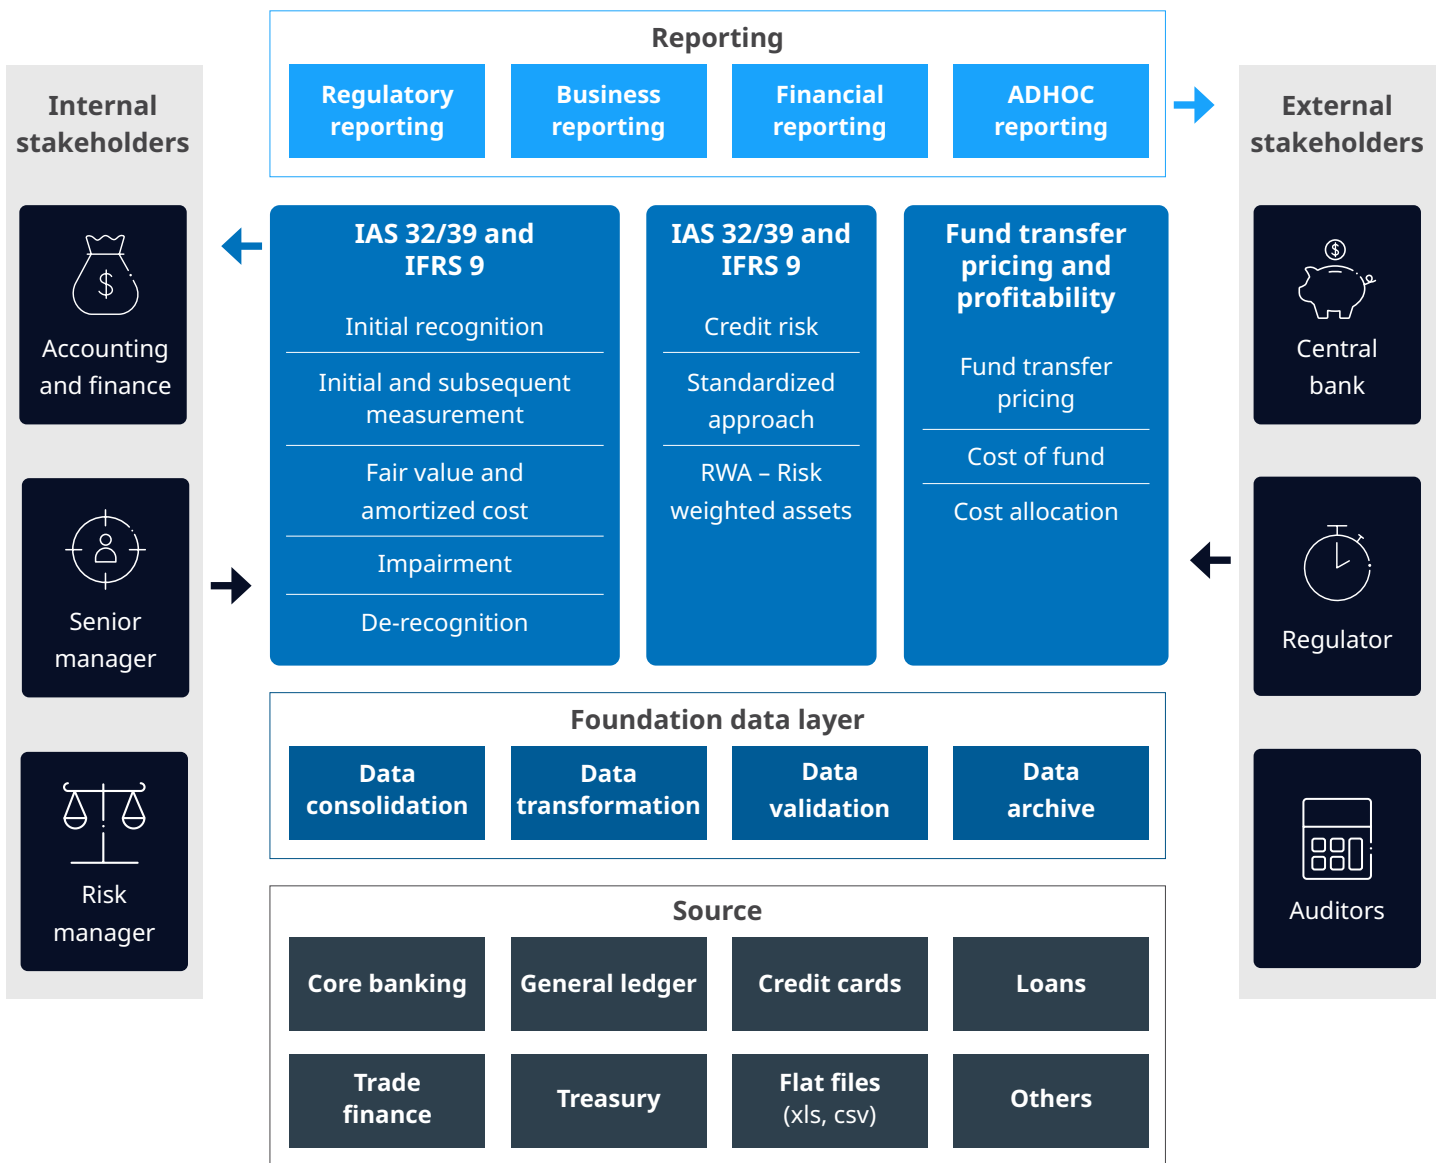 Reporting
Regulatory
reporting
Business
reporting
Financial
reporting
ADHOC
reporting
Internal
stakeholders
Accounting
and finance
Senior
manager
Risk
manager
IAS 32/39 and
IFRS 9
Initial recognition
Initial and subsequent
measurement
Fair value and
amortized cost
Impairment
De-recognition
IAS 32/39 and
IFRS 9
Credit risk
Standardized
approach
RWA – Risk
weighted assets
Fund transfer
pricing and
profitability
Fund transfer
pricing
Cost of fund
Cost allocation
External
stakeholders
Central
bank
Regulator
Auditors
Foundation data layer
Data
consolidation
Data
transformation
Data
validation
Data
archive
Source
Core banking
General ledger
Credit cards
Loans
Trade
finance
Treasury
Flat files
(xls, csv)
Others